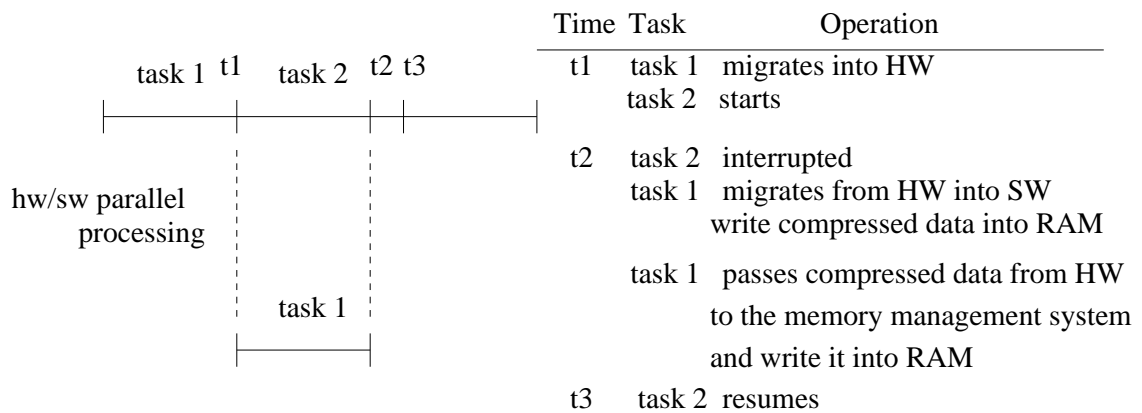 task 1 t1 task 2 t2 t3
hw/sw parallel
processing
task 1
Time Task Operation
t1 task 1 migrates into HW
task 2 starts
t2 task 2 interrupted
task 1 migrates from HW into SW
write compressed data into RAM
task 1 passes compressed data from HW
to the memory management system
and write it into RAM
t3 task 2 resumes